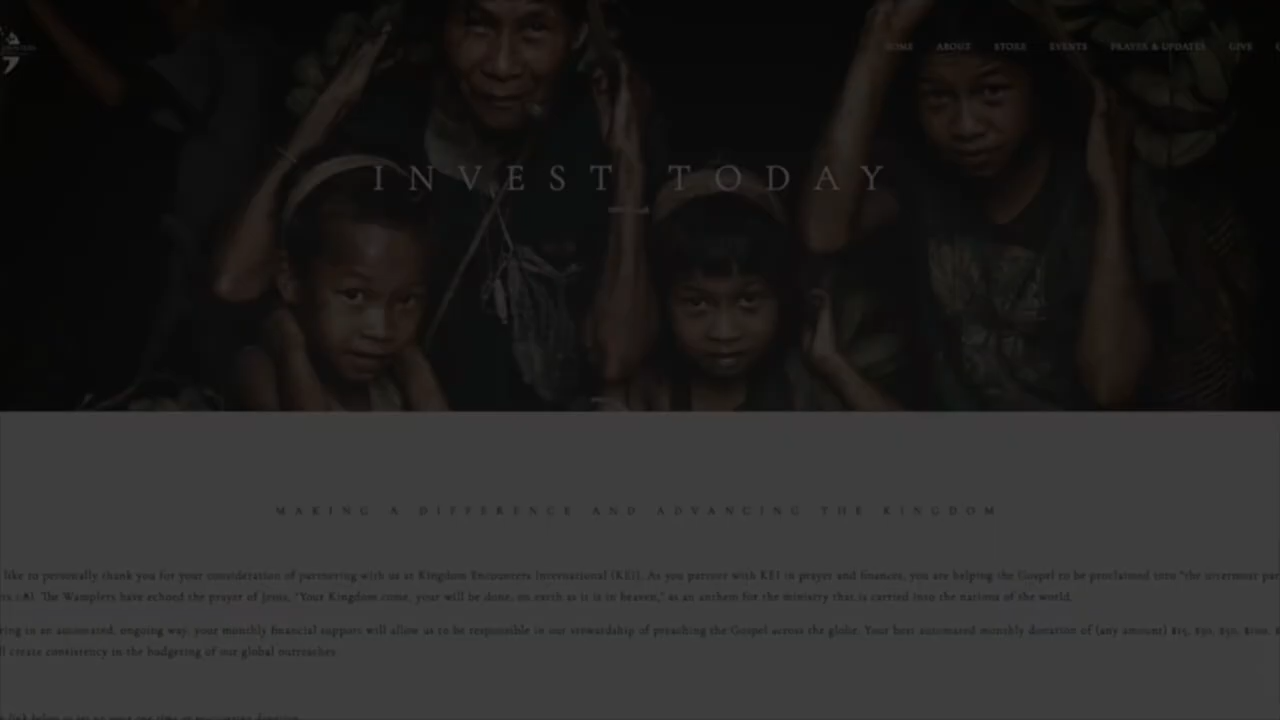 HOME ABOUT STORE EVENTS PRAYER & UPDATES GIVE
INVEST TODAY
MAKING A DIFFERENCE AND ADVANCING THE KINGDOM
like to personally thank you for your consideration of partnering with us at Kingdom Encounters International (KEI). As you partner with KEI in prayer and finances, you are helping the Gospel to be proclaimed into "the uttermost
1:8). The Wamplers have echoed the prayer of Jesus, "Your Kingdom come, your will be done, on earth as it is in heaven," as an anthem for the ministry that is carried into the nations of the world.
in an automated, ongoing way, your monthly financial support will allow us to be responsible in our stewardship of preaching the Gospel across the globe. Your best automated monthly donation of (any amount)
create consistency in the budgeting of our global outreaches